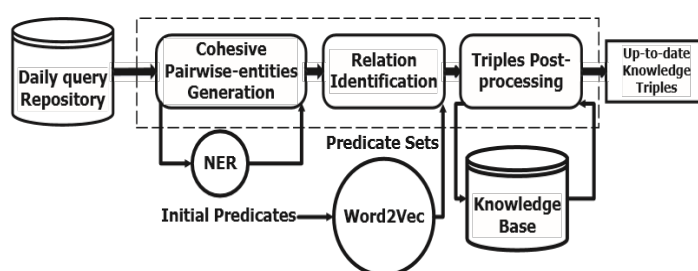 Daily query
Repository
Cohesive
Pairwise-entities
Generation
Relation
Identification
Triples Post-
processing
Up-to-date
Knowledge
Triples
NER
Predicate Sets
Initial Predicates
Word2Vec
Knowledge
Base